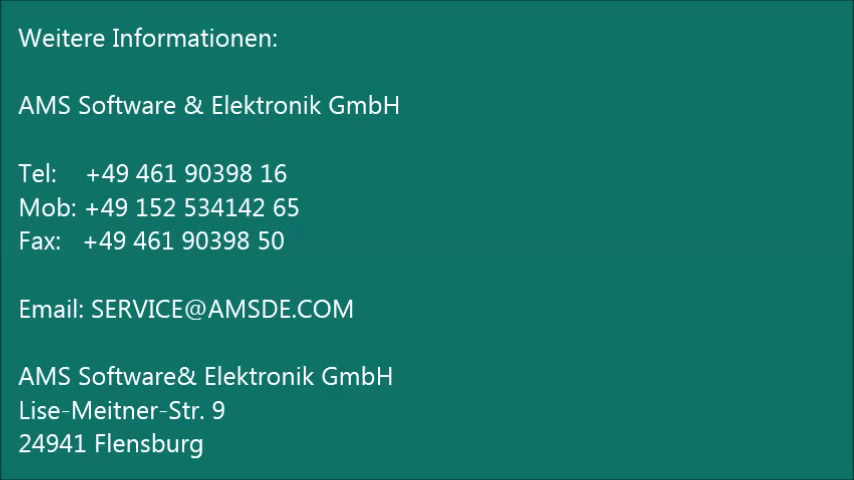 Weitere Informationen:
AMS Software & Elektronik GmbH
Tel: +49 461 90398 16
Mob: +49 152 534142 65
Fax: +49 461 90398 50
Email: SERVICE@AMSDE.COM
AMS Software& Elektronik GmbH
Lise-Meitner-Str. 9
24941 Flensburg